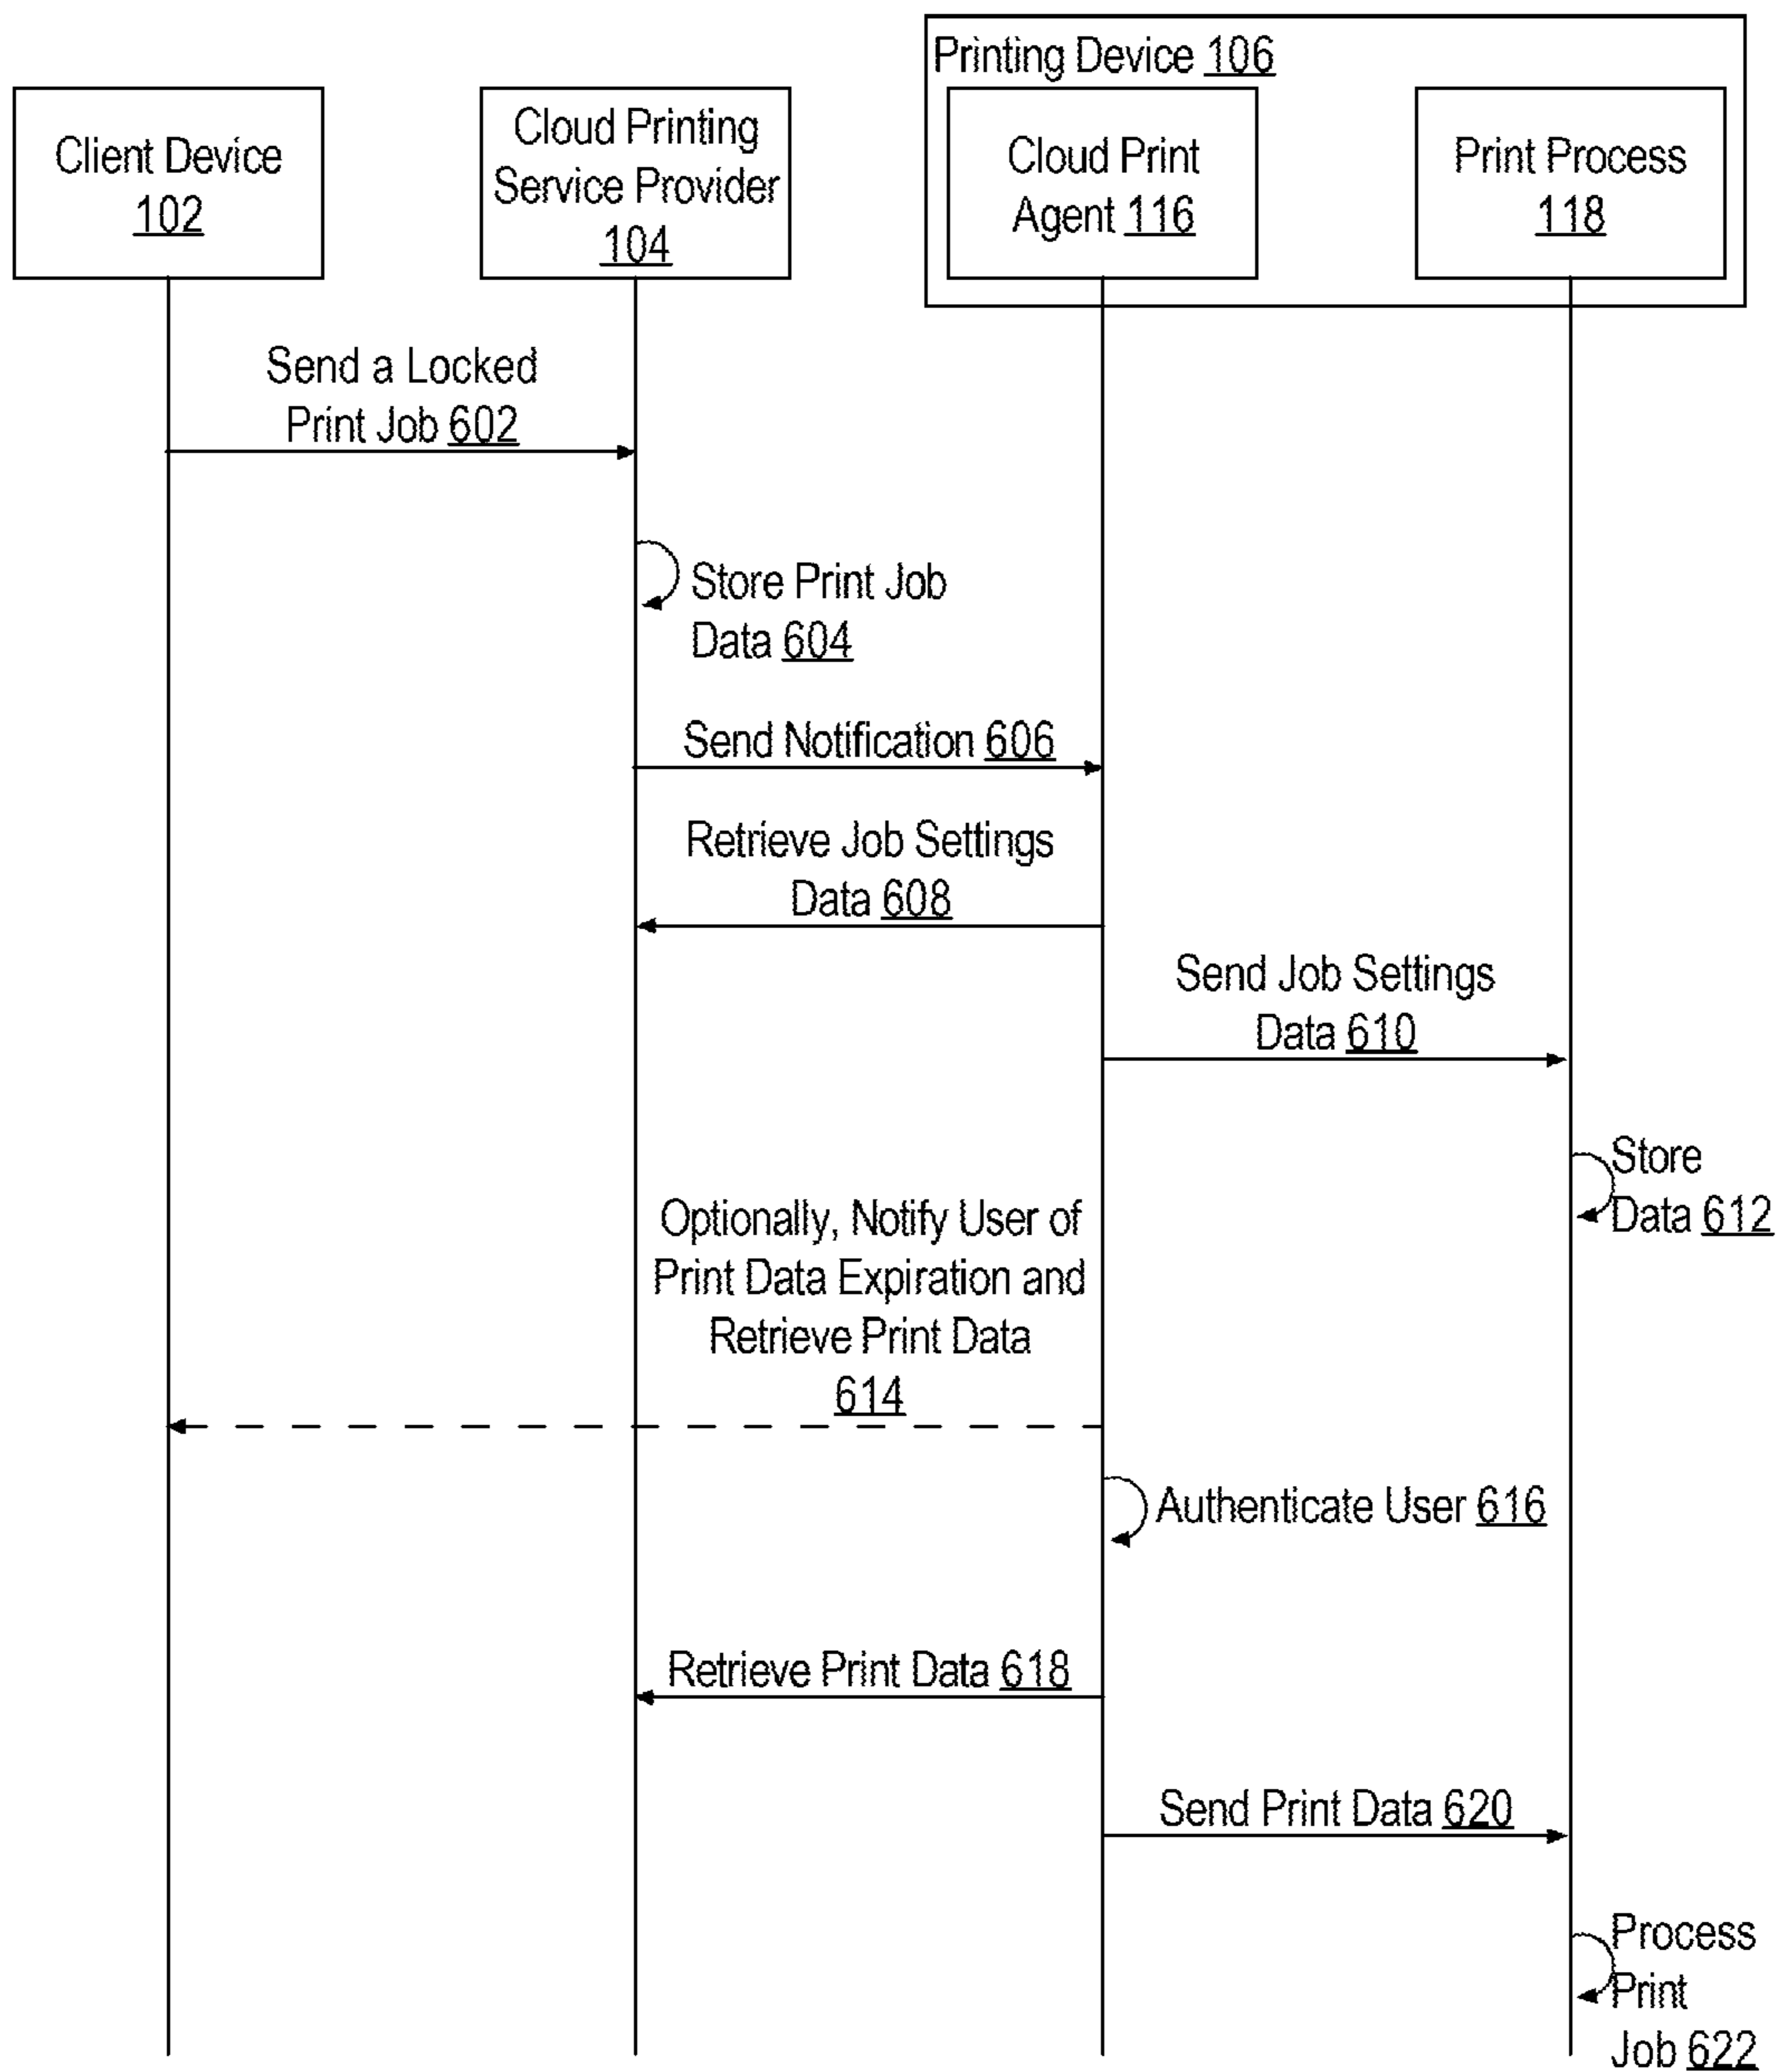 Printing Device 106
Client Device
102
Cloud Printing
Service Provider
104
Cloud Print
Agent 116
Print Process
118
Send a Locked
Print Job 602
Store Print Job
Data 604
Send Notification 606
Retrieve Job Settings
Data 608
Send Job Settings
Data 610
Store
Data 612
Optionally, Notify User of
Print Data Expiration and
Retrieve Print Data
614
Authenticate User 616
Retrieve Print Data 618
Send Print Data 620
Process
Print
Job 622